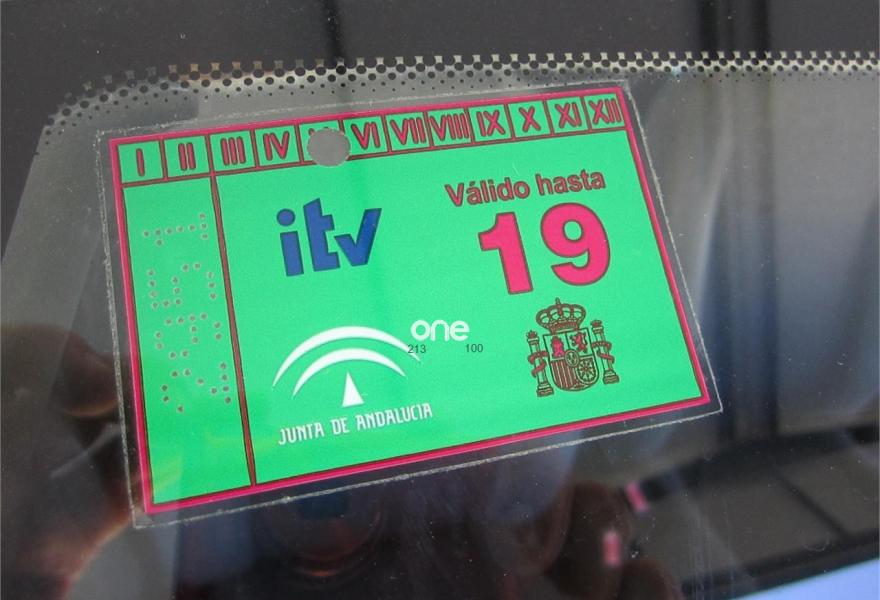 I II III IV VI VII VIII IX X XI XII
Válido hasta
itv
19
one
213 100
JUNTA DE ANDALUCIA